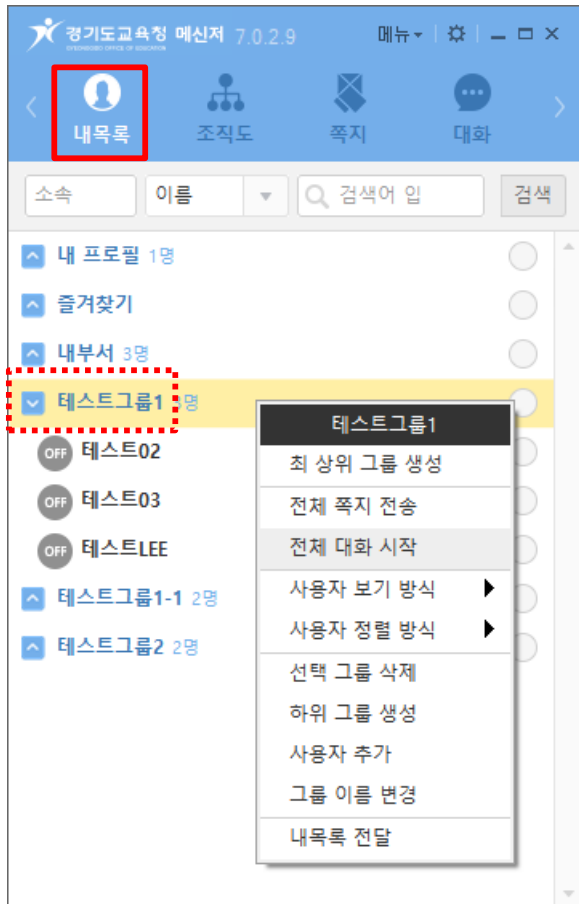 경기도교육청 메신저 7.0.2.9 메뉴
GYEONGGIDO OFFICE OF EDUCATION
내목록 조직도 쪽지 대화
소속 이름 검색어 입 검색
내 프로필 1명
즐겨찾기
내부서 3명
테스트그룹1 3명
OFF 테스트02
OFF 테스트03
OFF 테스트LEE
테스트그룹1-1 2명
테스트그룹2 2명
테스트그룹1
최 상위 그룹 생성
전체 쪽지 전송
전체 대화 시작
사용자 보기 방식
사용자 정렬 방식
선택 그룹 삭제
하위 그룹 생성
사용자 추가
그룹 이름 변경
내목록 전달